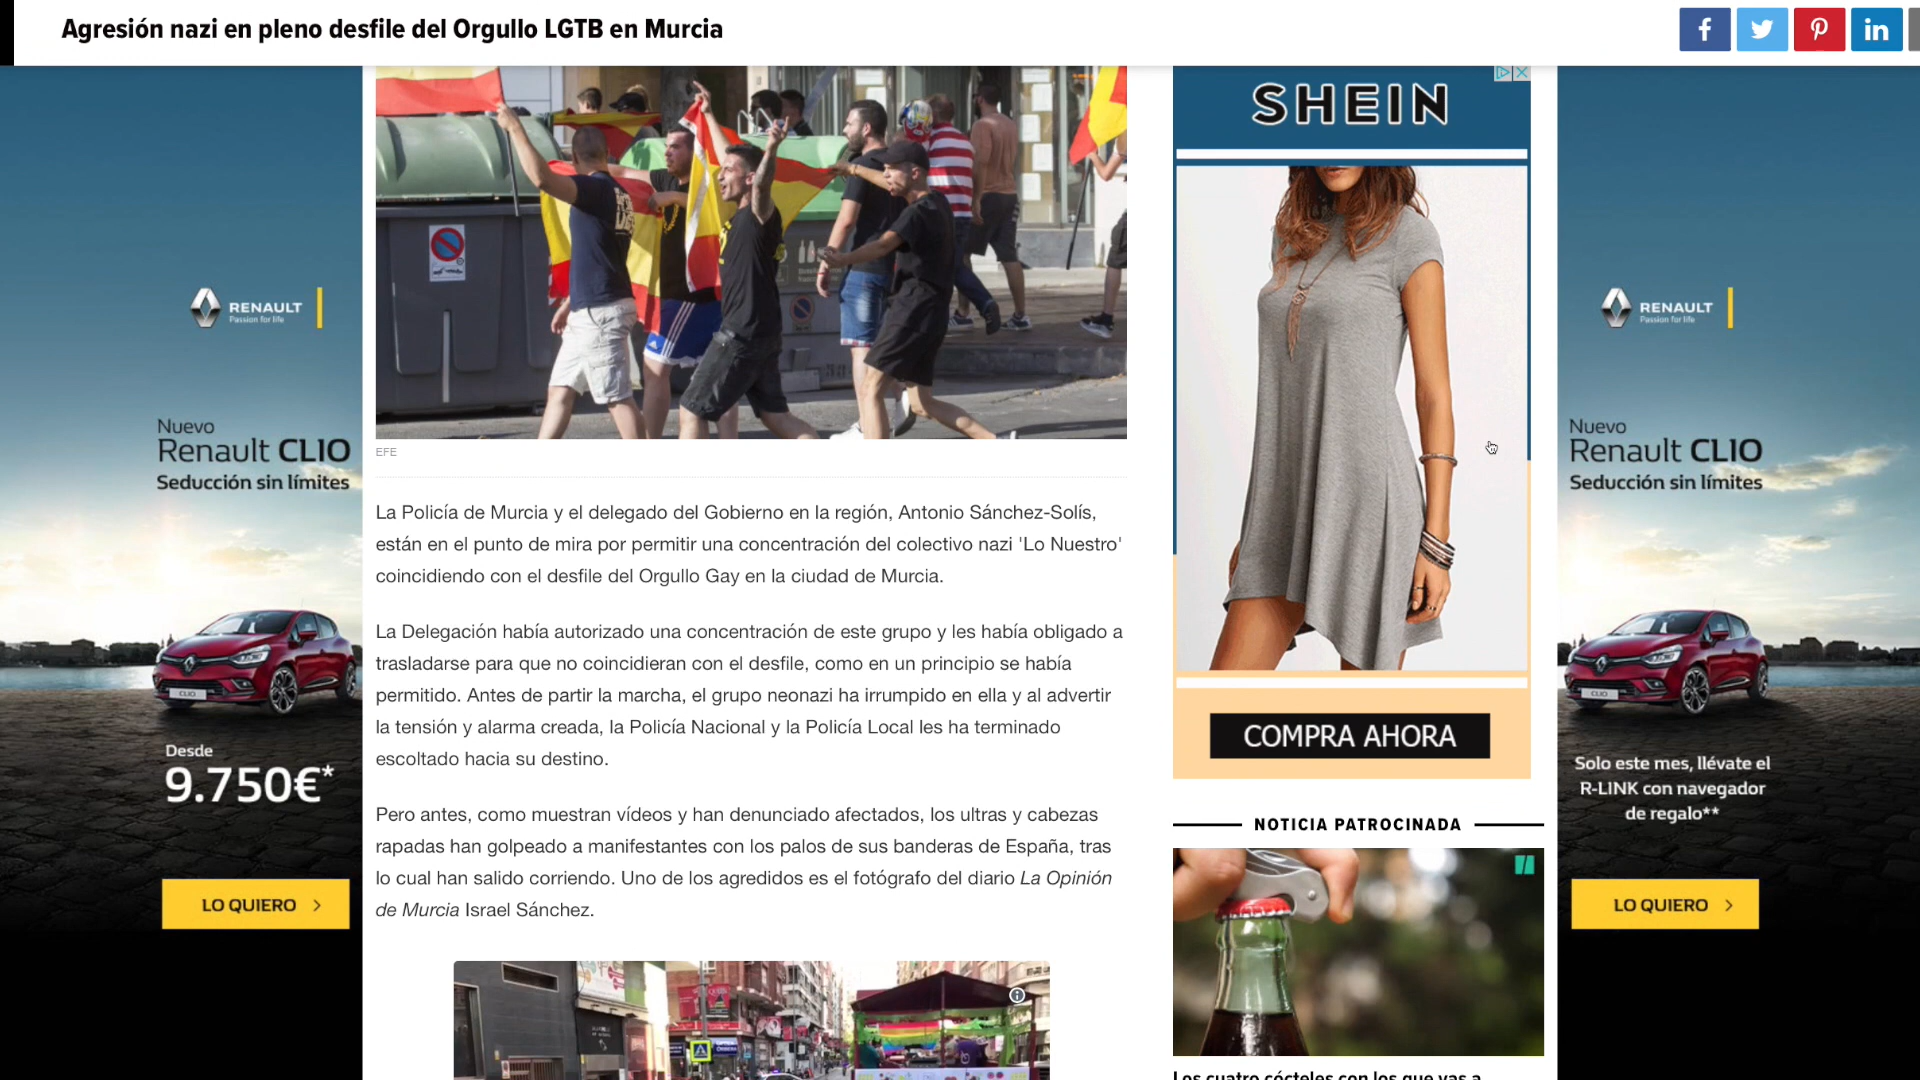 Agresión nazi en pleno desfile del Orgullo LGTB en Murcia
EFE
La Policía de Murcia y el delegado del Gobierno en la región, Antonio Sánchez-Solís,
están en el punto de mira por permitir una concentración del colectivo nazi 'Lo Nuestro'
coincidiendo con el desfile del Orgullo Gay en la ciudad de Murcia.
La Delegación había autorizado una concentración de este grupo y les había obligado a
trasladarse para que no coincidieran con el desfile, como en un principio se había
permitido. Antes de partir la marcha, el grupo neonazi ha irrumpido en ella y al advertir
la tensión y alarma creada, la Policía Nacional y la Policía Local les ha terminado
escoltado hacia su destino.
Pero antes, como muestran vídeos y han denunciado afectados, los ultras y cabezas
rapadas han golpeado a manifestantes con los palos de sus banderas de España, tras
lo cual han salido corriendo. Uno de los agredidos es el fotógrafo del diario La Opinión
de Murcia Israel Sánchez.
RENAULT
Passion for life
Nuevo
Renault CLIO
Seducción sin límites
CLIO
Desde
9.750€*
LO QUIERO
SHEIN
COMPRA AHORA
NOTICIA PATROCINADA
Los cuatro cócteles con los que vas a
RENAULT
Passion for life
Nuevo
Renault CLIO
Seducción sin límites
CLIO
Solo este mes, llévate el
R-LINK con navegador
de regalo**
LO QUIERO